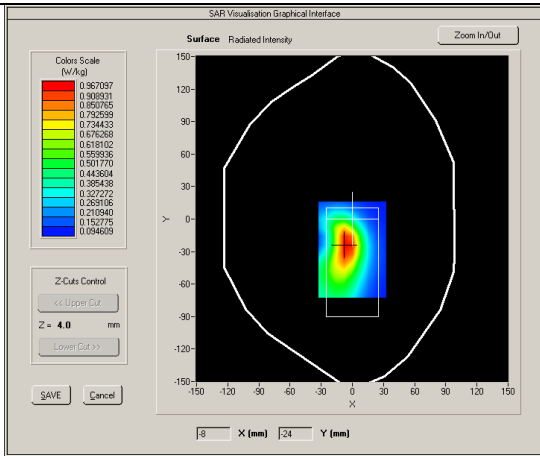 SAR Visualisation Graphical Interface
Surface Radiated Intensity
Zoom In/Out
Colors Scale
(W/kg)
0.967097
0.908931
0.850765
0.792599
0.734433
0.676268
0.618102
0.559936
0.501770
0.443604
0.385438
0.327272
0.269106
0.210940
0.152775
0.094609
Z-Cuts Control
<< Upper Cut
Z = 4.0 mm
Lower Cut >>
SAVE Cancel
150
120
90
60
30
0
-30
-60
-90
-120
-150
Y
-150 -120 -90 -60 -30 0 30 60 90 120 150
X
-8 X (mm) -24 Y (mm)